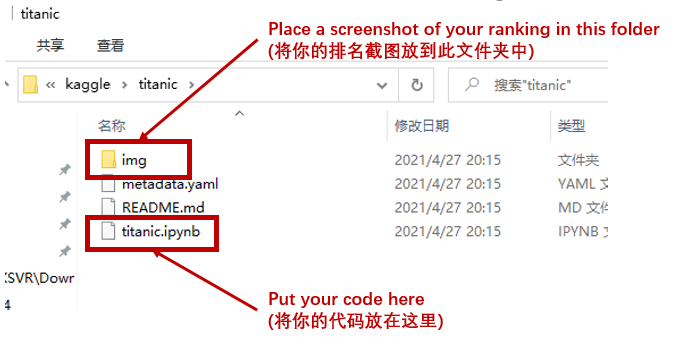 titanic
Place a screenshot of your ranking in this folder
(将你的排名截图放到此文件夹中)
共享 查看
« kaggle › titanic › 搜索"titanic"
名称 修改日期 类型
img 2021/4/27 20:15 文件夹
metadata.yaml 2021/4/27 20:15 YAML 文
README.md 2021/4/27 20:15 MD 文件
titanic.ipynb 2021/4/27 20:15 IPYNB 文
KSVR\Down
4
Put your code here
(将你的代码放在这里)